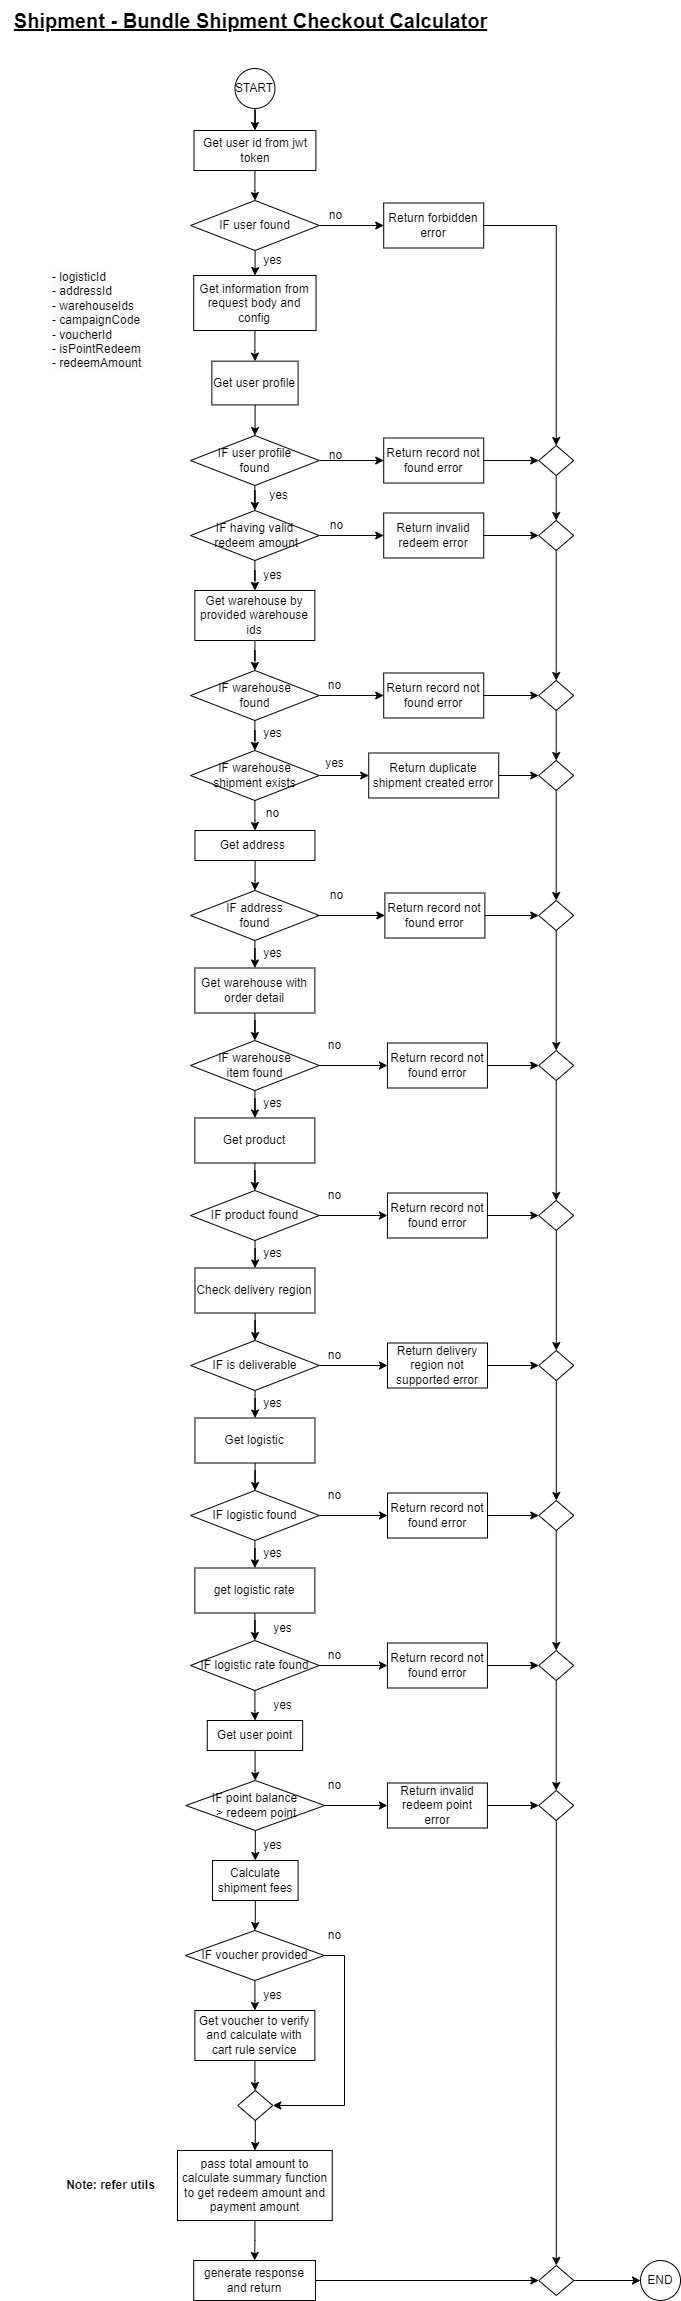 Shipment - Bundle Shipment Checkout Calculator
START
Get user id from jwt
token
IF user found
no
Return forbidden
error
yes
- logisticId
- addressId
- warehouseIds
- campaignCode
- voucherId
- isPointRedeem
- redeemAmount
Get information from
request body and
config
Get user profile
IF user profile
found
no
Return record not
found error
yes
IF having valid
redeem amount
no
Return invalid
redeem error
yes
Get warehouse by
provided warehouse
ids
IF warehouse
found
no
Return record not
found error
yes
IF warehouse
shipment exists
yes
Return duplicate
shipment created error
no
Get address
IF address
found
no
Return record not
found error
yes
Get warehouse with
order detail
IF warehouse
item found
no
Return record not
found error
yes
Get product
IF product found
no
Return record not
found error
yes
Check delivery region
IF is deliverable
no
Return delivery
region not
supported error
yes
Get logistic
IF logistic found
no
Return record not
found error
yes
get logistic rate
yes
IF logistic rate found
no
Return record not
found error
yes
Get user point
IF point balance
> redeem point
no
Return invalid
redeem point
error
yes
Calculate
shipment fees
IF voucher provided
no
yes
Get voucher to verify
and calculate with
cart rule service
Note: refer utils
pass total amount to
calculate summary function
to get redeem amount and
payment amount
generate response
and return
END